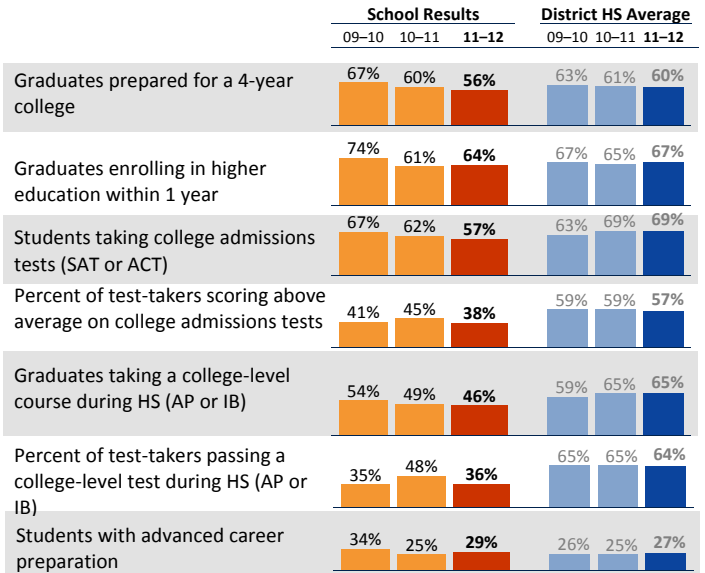 School Results District HS Average
09–10 10–11 11–12 09–10 10–11 11–12
67% 60% 56% 63% 61% 60%
Graduates prepared for a 4-year
college
74% 61% 64% 67% 65% 67%
Graduates enrolling in higher
education within 1 year
67% 62% 57% 63% 69% 69%
Students taking college admissions
tests (SAT or ACT)
Percent of test-takers scoring above
average on college admissions tests
41% 45% 38% 59% 59% 57%
Graduates taking a college-level
course during HS (AP or IB)
54% 49% 46% 59% 65% 65%
Percent of test-takers passing a
college-level test during HS (AP or
IB)
35% 48% 36% 65% 65% 64%
Students with advanced career
preparation
34% 25% 29% 26% 25% 27%